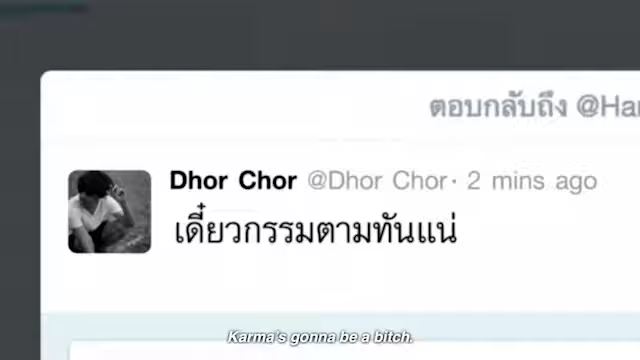 ตอบกลับถึง @Ha
Dhor Chor @Dhor Chor · 2 mins ago
เดี๋ยวกรรมตามทันแน่
Karma's gonna be a bitch.